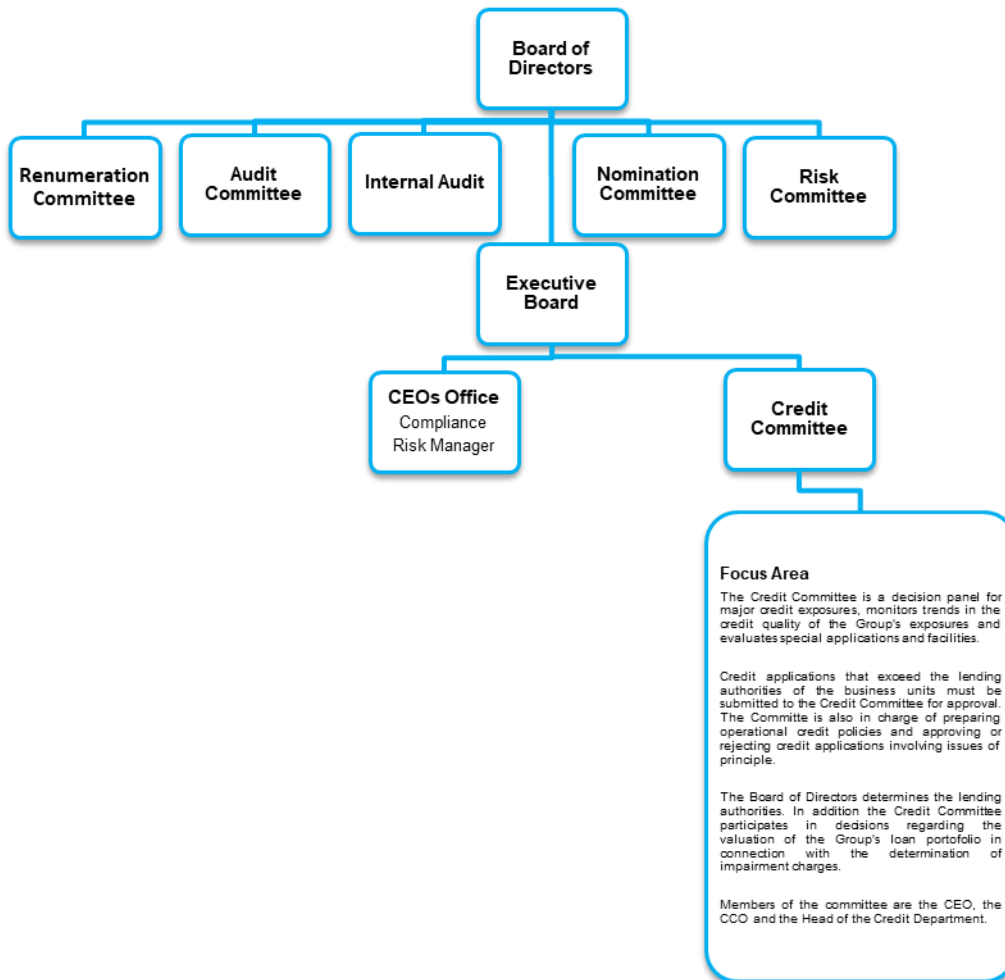 Board of
Directors
Renumeration
Committee
Audit
Committee
Internal Audit
Nomination
Committee
Risk
Committee
Executive
Board
CEOs Office
Compliance
Risk Manager
Credit
Committee
Focus Area
The Credit Committee is a decision panel for
major credit exposures, monitors trends in the
credit quality of the Group's exposures and
evaluates special applications and facilities.
Credit applications that exceed the lending
authorities of the business units must be
submitted to the Credit Committee for approval.
The Committe is also in charge of preparing
operational credit policies and approving or
rejecting credit applications involving issues of
principle.
The Board of Directors determines the lending
authorities. In addition the Credit Committee
participates in decisions regarding the
valuation of the Group's loan portofolio in
connection with the determination of
impairment charges.
Members of the committee are the CEO, the
CCO and the Head of the Credit Department.